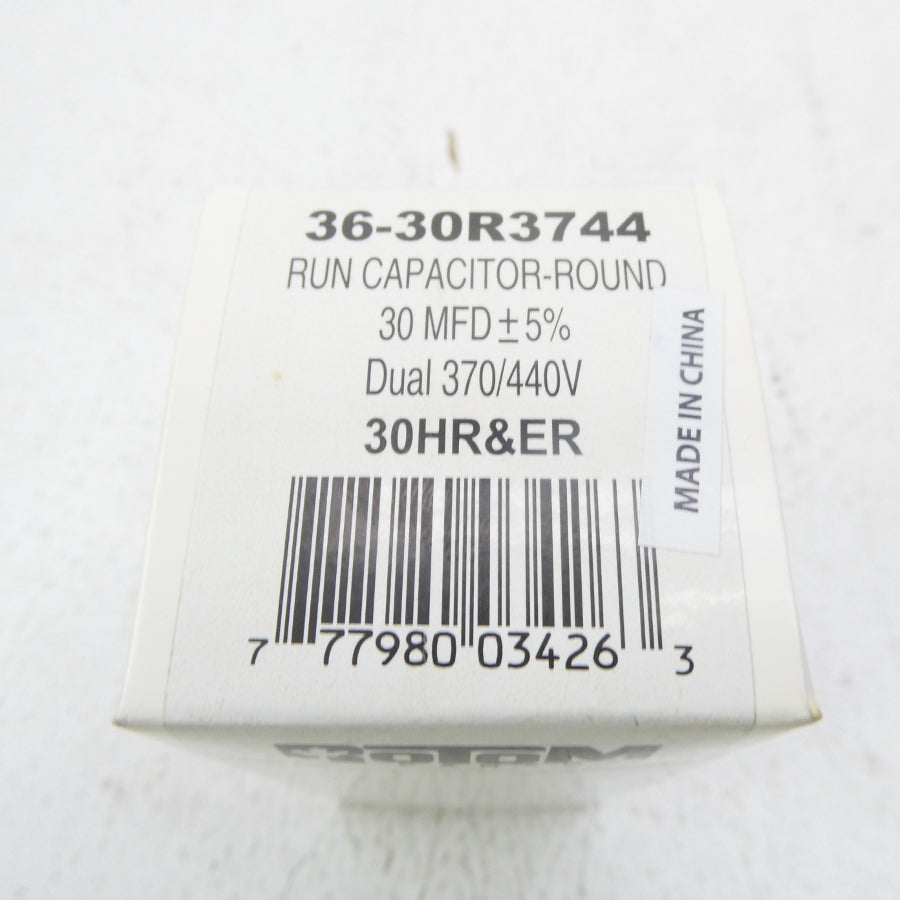 36-30R3744
RUN CAPACITOR-ROUND
30 MFD ± 5%
Dual 370/440V
30HR&ER
MADE IN CHINA
7 77980 03426 3
ROTOM